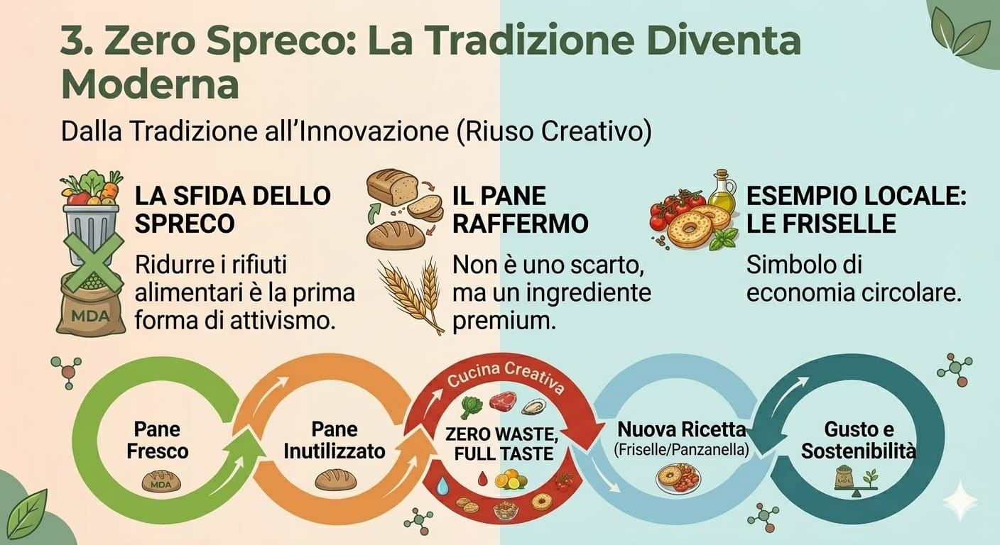 3. Zero Spreco: La Tradizione Diventa
Moderna
Dalla Tradizione all’Innovazione (Riuso Creativo)
LA SFIDA DELLO
SPRECO
Ridurre i rifiuti
alimentari è la prima
forma di attivismo.
MDA
IL PANE
RAFFERMO
Non è uno scarto,
ma un ingrediente
premium.
ESEMPIO LOCALE:
LE FRISELLE
Simbolo di
economia circolare.
Pane
Fresco
MDA
Pane
Inutilizzato
Cucina Creativa
ZERO WASTE,
FULL TASTE
Nuova Ricetta
(Friselle/Panzanella)
Gusto e
Sostenibilità